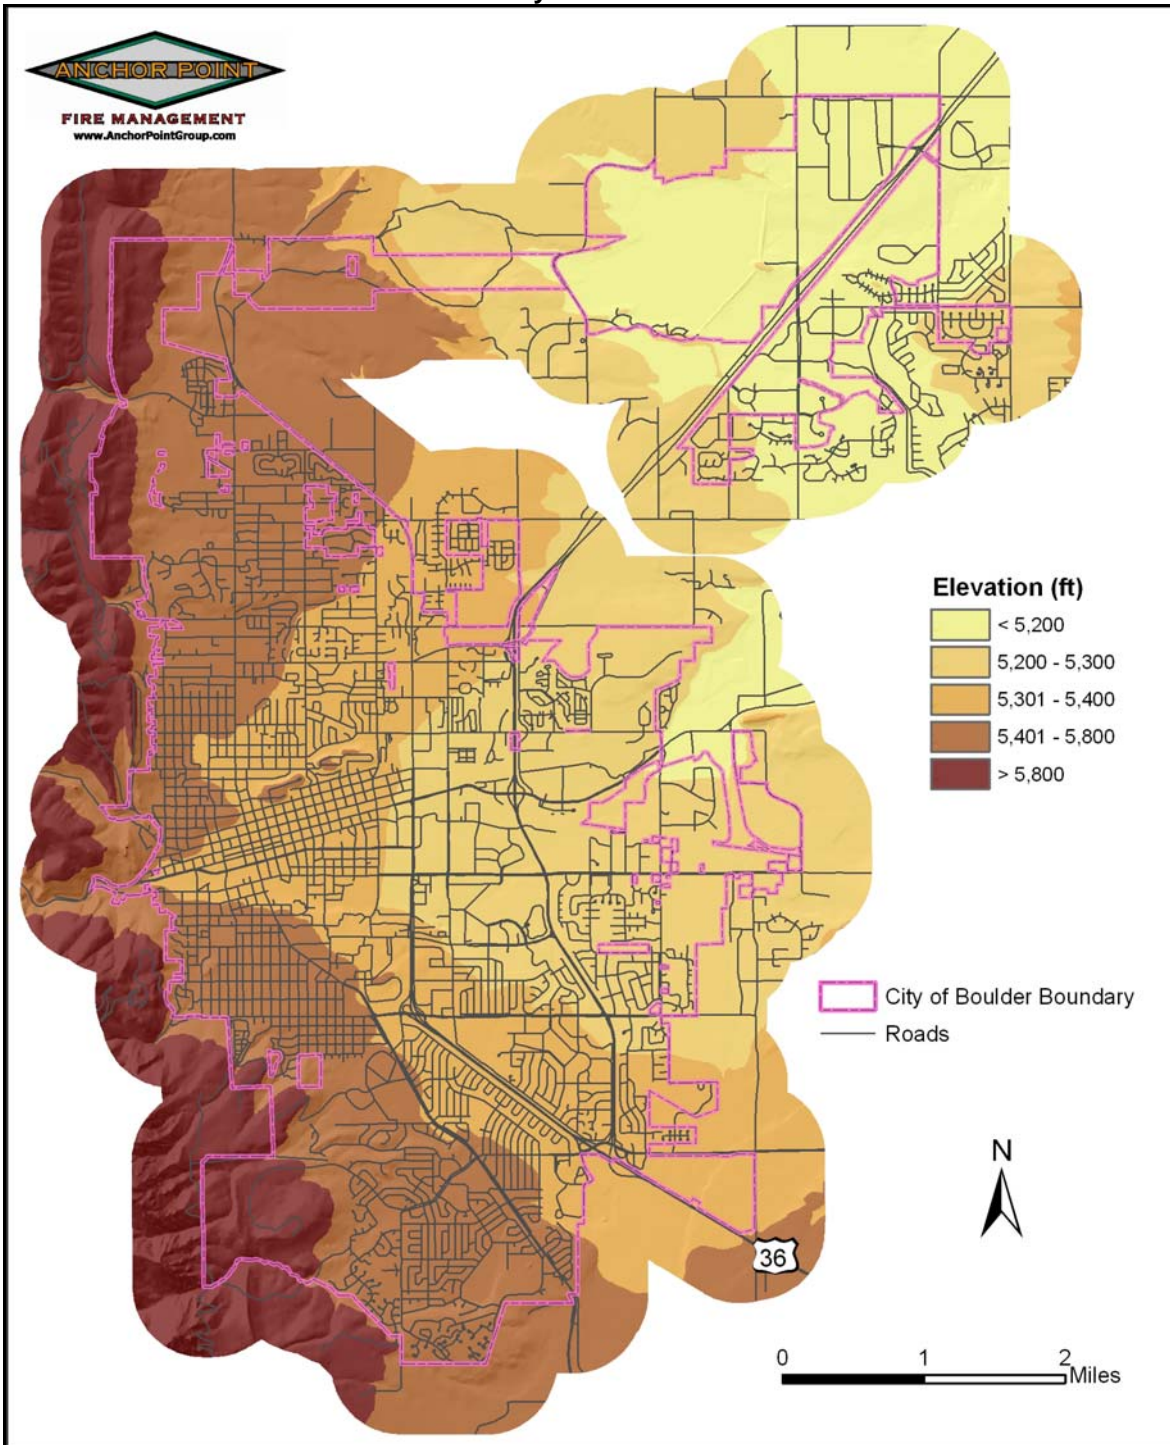 ANCHOR POINT
FIRE MANAGEMENT
www.AnchorPointGroup.com
Elevation (ft)
< 5,200
5,200 - 5,300
5,301 - 5,400
5,401 - 5,800
> 5,800
City of Boulder Boundary
Roads
N
36
0 1 2
Miles